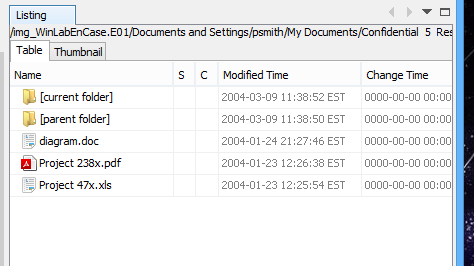 Listing
/img_WinLabEnCase.E01/Documents and Settings/psmith/My Documents/Confidential 5 Res
Table Thumbnail
Name S C Modified Time Change Time
[current folder] 2004-03-09 11:38:52 EST 0000-00-00 00:00
[parent folder] 2004-03-09 11:38:50 EST 0000-00-00 00:00
diagram.doc 2004-01-24 21:27:46 EST 0000-00-00 00:00
Project 238x.pdf 2004-01-23 12:26:38 EST 0000-00-00 00:00
Project 47x.xls 2004-01-23 12:25:54 EST 0000-00-00 00:00